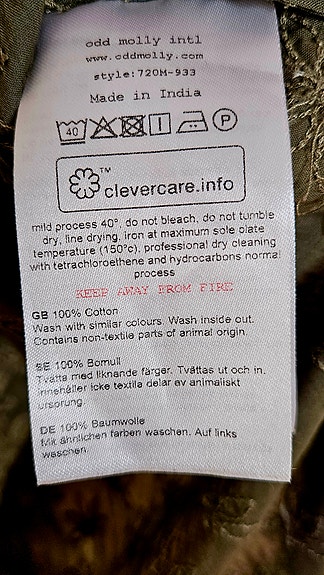 odd molly intl
www.oddmolly.com
style:720M-933
Made in India
40 P
TM
clevercare.info
mild process 40°, do not bleach, do not tumble
dry, line drying, iron at maximum sole plate
temperature (150°c), professional dry cleaning
with tetrachloroethene and hydrocarbons normal
process
KEEP AWAY FROM FIRE
GB 100% Cotton
Wash with similar colours. Wash inside out.
Contains non-textile parts of animal origin.
SE 100% Bomull
Tvätta med liknande färger. Tvättas ut och in.
Innehåller icke textila delar av animaliskt
ursprung.
DE 100% Baumwolle
Mit ähnlichen farben waschen. Auf links
waschen